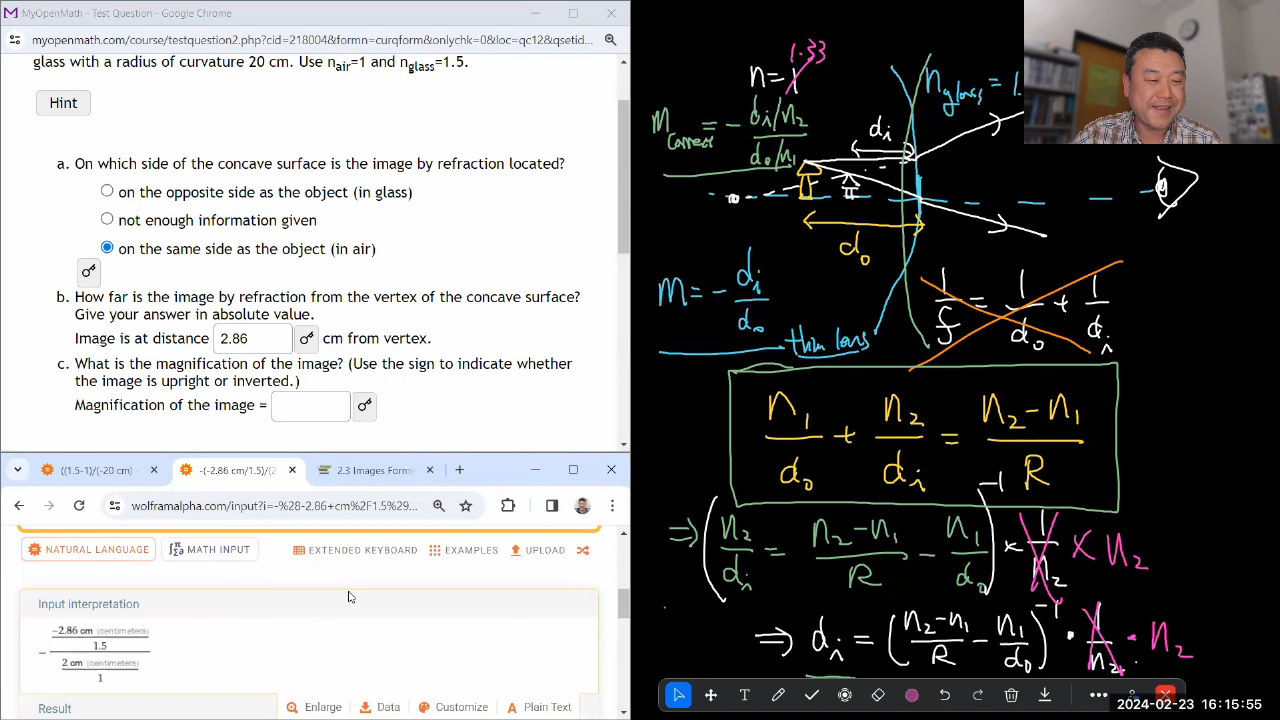 MyOpenMath - Test Question - Google Chrome
myopenmath.com/course/testquestion2.php?cid=218004&formn=curqform&onlychk=0&loc=qc12&qsetid
glass with a radius of curvature 20 cm. Use nair=1 and nglass=1.5.
Hint
a. On which side of the concave surface is the image by refraction located?
on the opposite side as the object (in glass)
not enough information given
on the same side as the object (in air)
b. How far is the image by refraction from the vertex of the concave surface?
Give your answer in absolute value.
Image is at distance 2.86 cm from vertex.
c. What is the magnification of the image? (Use the sign to indicate whether
the image is upright or inverted.)
Magnification of the image =
((1.5-1)/(-20 cm) -
-(-2.86 cm/1.5)/(2
2.3 Images Form
wolframalpha.com/input?i=-%28-2.86+cm%2F1.5%29...
NATURAL LANGUAGE
MATH INPUT
EXTENDED KEYBOARD
EXAMPLES
UPLOAD
Input interpretation
- (-2.86 cm (centimeters) / 1.5) / (2 cm (centimeters) / 1)
Result
Enlarge
Data
Customize
Plain Text
n = 1 1.33
nglass = 1.
Mcorrect = - (di/n2)/(do/n1)
di
do
M = - di/do
thin lens
1/f = 1/do + 1/di
n1/do + n2/di = (n2-n1)/R
⇒ (n2/di = (n2-n1)/R - n1/do)^-1 × 1/n2 × n2
⇒ di = ((n2-n1)/R - n1/do)^-1 · 1/n2 · n2
2024-02-23 16:15:55